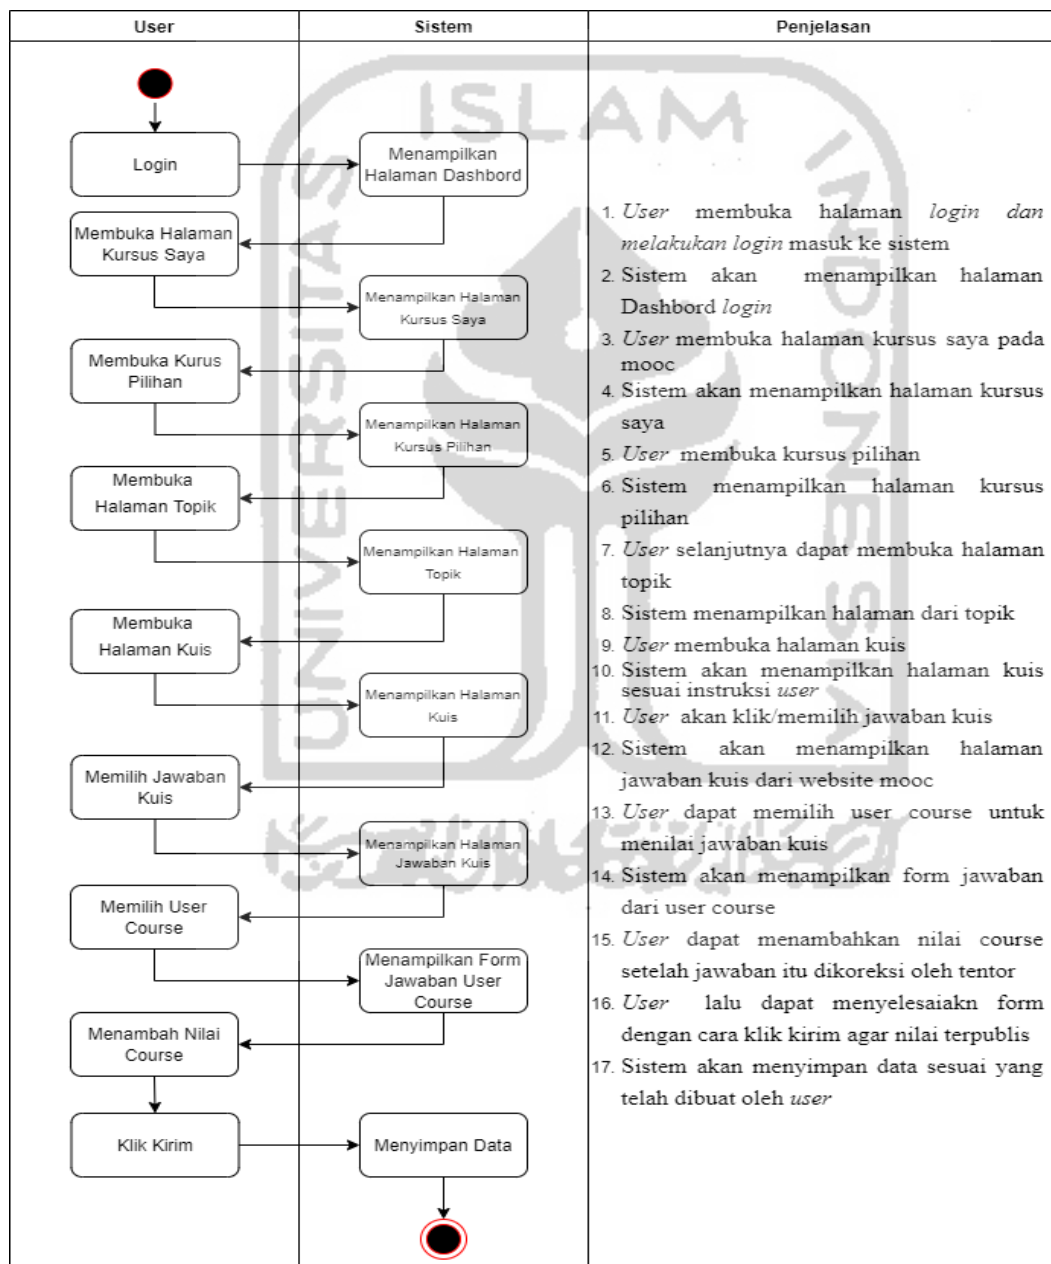 User
Sistem
Penjelasan
Login
Menampilkan
Halaman Dashbord
Membuka Halaman
Kursus Saya
Menampilkan Halaman
Kursus Saya
Membuka Kurus
Pilihan
Menampilkan Halaman
Kursus Pilihan
Membuka
Halaman Topik
Menampilkan Halaman
Topik
Membuka
Halaman Kuis
Menampilkan Halaman
Kuis
Memilih Jawaban
Kuis
Menampilkan Halaman
Jawaban Kuis
Memilih User
Course
Menampilkan Form
Jawaban User
Course
Menambah Nilai
Course
Klik Kirim
Menyimpan Data
1. User membuka halaman login dan
melakukan login masuk ke sistem
2. Sistem akan menampilkan halaman
Dashbord login
3. User membuka halaman kursus saya pada
mooc
4. Sistem akan menampilkan halaman kursus
saya
5. User membuka kursus pilihan
6. Sistem menampilkan halaman kursus
pilihan
7. User selanjutnya dapat membuka halaman
topik
8. Sistem menampilkan halaman dari topik
9. User membuka halaman kuis
10. Sistem akan menampilkan halaman kuis
sesuai instruksi user
11. User akan klik/memilih jawaban kuis
12. Sistem akan menampilkan halaman
jawaban kuis dari website mooc
13. User dapat memilih user course untuk
menilai jawaban kuis
14. Sistem akan menampilkan form jawaban
dari user course
15. User dapat menambahkan nilai course
setelah jawaban itu dikoreksi oleh tentor
16. User lalu dapat menyelesaiakn form
dengan cara klik kirim agar nilai terpublis
17. Sistem akan menyimpan data sesuai yang
telah dibuat oleh user
UNIVERSITAS
ISLAM
INDONESIA